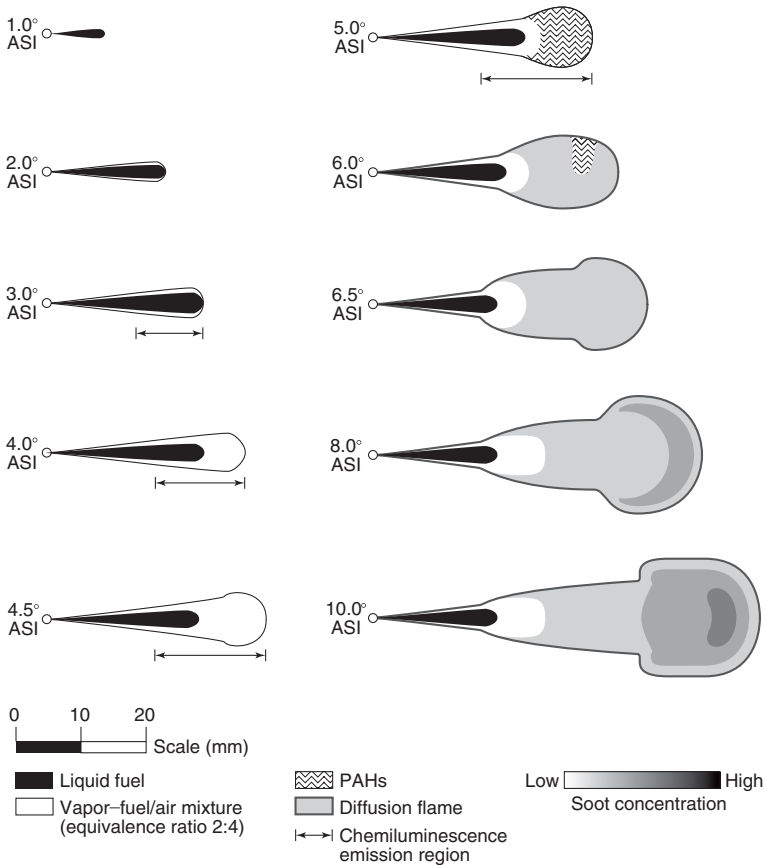 1.0°
ASI
2.0°
ASI
3.0°
ASI
4.0°
ASI
4.5°
ASI
5.0°
ASI
6.0°
ASI
6.5°
ASI
8.0°
ASI
10.0°
ASI
0 10 20
Scale (mm)
Liquid fuel
Vapor–fuel/air mixture
(equivalence ratio 2:4)
PAHs
Diffusion flame
Chemiluminescence
emission region
Low High
Soot concentration